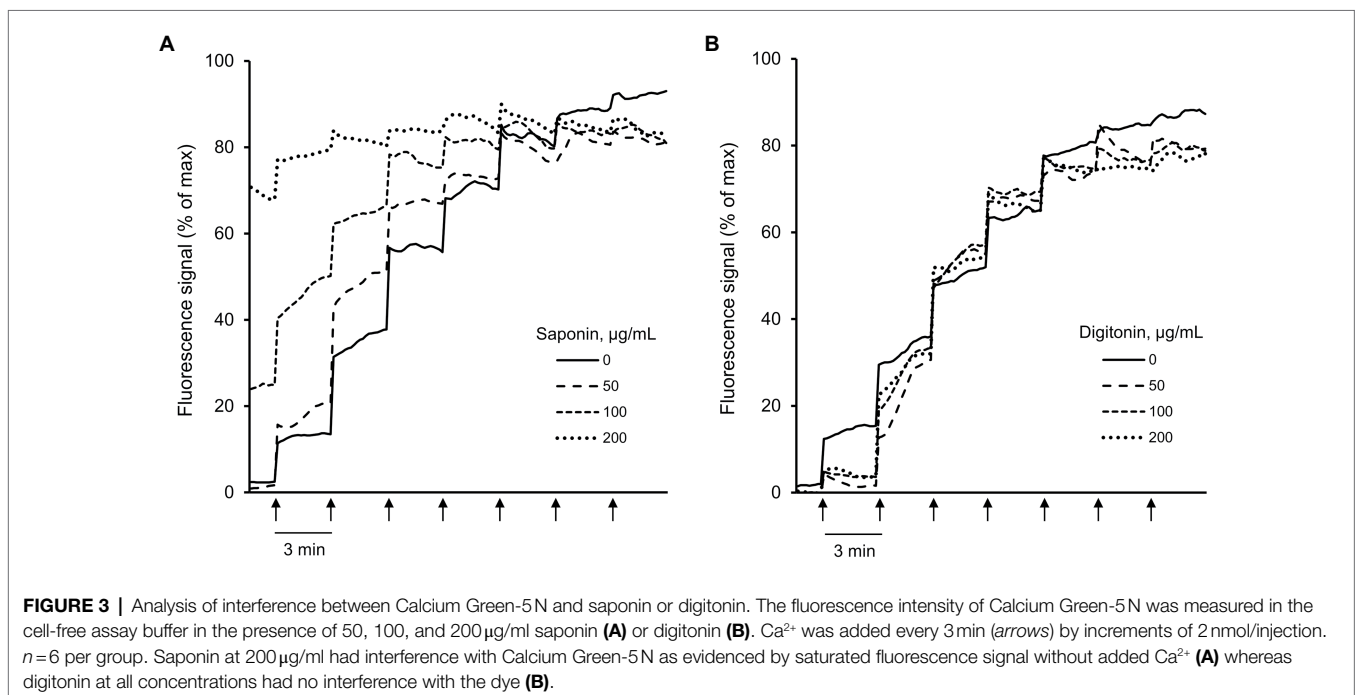 A
100
80
60
40
20
0
Fluorescence signal (% of max)
Saponin, µg/mL
0
50
100
200
3 min
B
100
80
60
40
20
0
Fluorescence signal (% of max)
Digitonin, µg/mL
0
50
100
200
3 min
FIGURE 3 | Analysis of interference between Calcium Green-5 N and saponin or digitonin. The fluorescence intensity of Calcium Green-5 N was measured in the
cell-free assay buffer in the presence of 50, 100, and 200 µg/ml saponin (A) or digitonin (B). Ca²⁺ was added every 3 min (arrows) by increments of 2 nmol/injection.
n = 6 per group. Saponin at 200 µg/ml had interference with Calcium Green-5 N as evidenced by saturated fluorescence signal without added Ca²⁺ (A) whereas
digitonin at all concentrations had no interference with the dye (B).